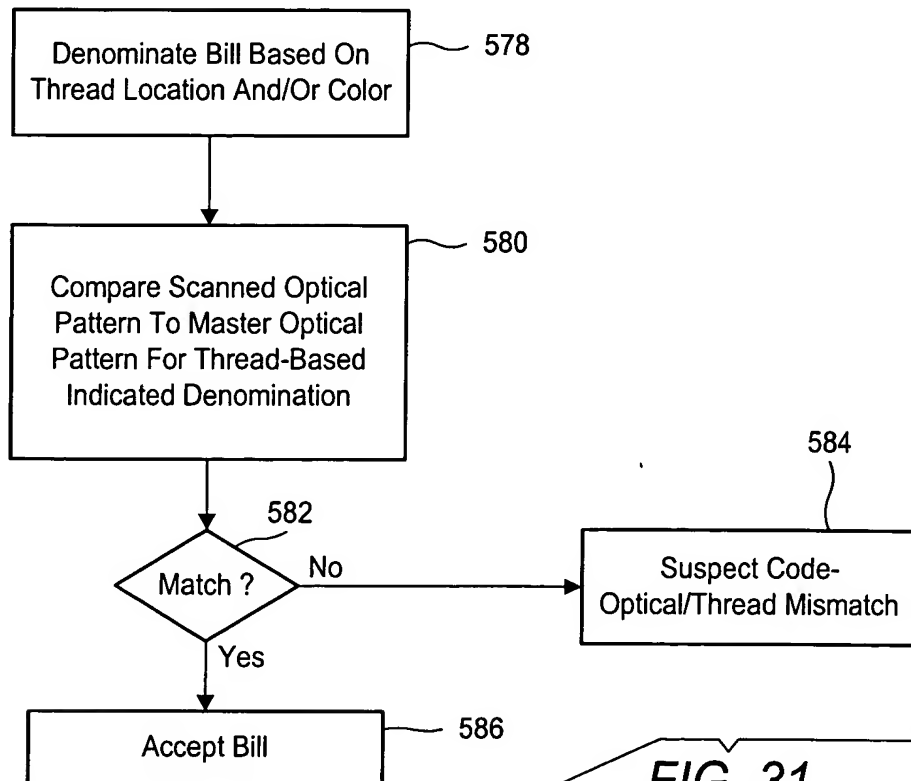 Denominate Bill Based On
Thread Location And/Or Color
578
580
Compare Scanned Optical
Pattern To Master Optical
Pattern For Thread-Based
Indicated Denomination
582
Match ?
No
584
Suspect Code-
Optical/Thread Mismatch
Yes
586
Accept Bill
FIG. 31